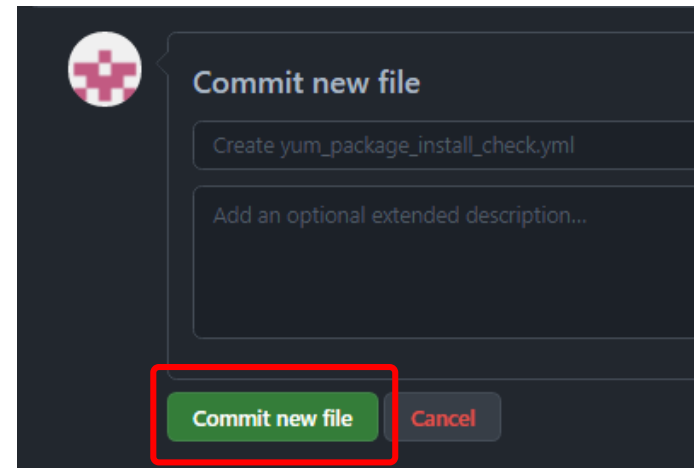 Commit new file
Create yum_package_install_check.yml
Add an optional extended description...
Commit new file
Cancel